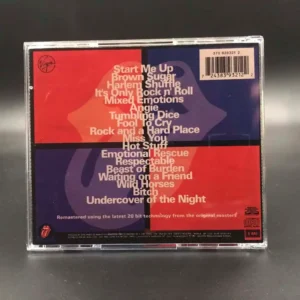 Virgin
Start Me Up
Brown Sugar
Harlem Shuffle
It's Only Rock n' Roll
Mixed Emotions
Angie
Tumbling Dice
Fool To Cry
Rock and a Hard Place
Miss You
Hot Stuff
Emotional Rescue
Respectable
Beast of Burden
Waiting on a Friend
Wild Horses
Bitch
Undercover of the Night
Remastered using the latest 20 bit technology from the original masters